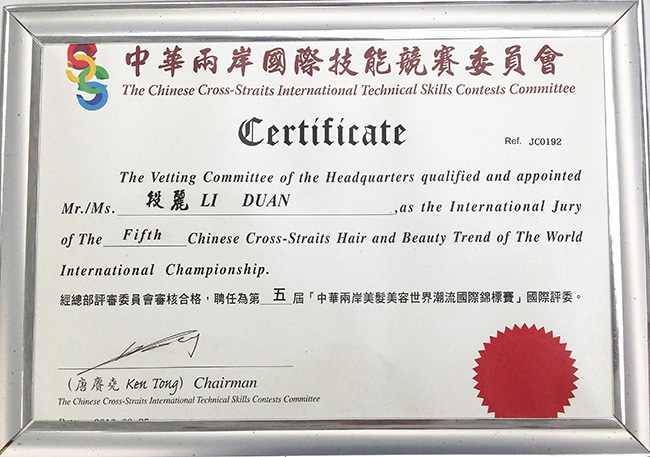 中華兩岸國際技能競賽委員會
The Chinese Cross-Straits International Technical Skills Contests Committee
Certificate
Ref. JC0192
The Vetting Committee of the Headquarters qualified and appointed
Mr./Ms. 段麗 LI DUAN ,as the International Jury
of The Fifth Chinese Cross-Straits Hair and Beauty Trend of The World
International Championship.
經總部評審委員會審核合格，聘任為第五屆「中華兩岸美髮美容世界潮流國際錦標賽」國際評委。
(唐賡堯 Ken Tong) Chairman
The Chinese Cross-Straits International Technical Skills Contests Committee